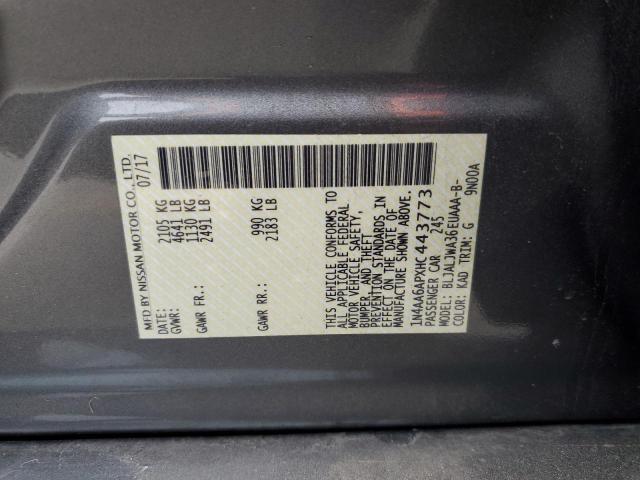 MFD BY NISSAN MOTOR CO., LTD.
DATE: 07/17
GVWR: 2105 KG
4641 LB
GAWR FR.: 1130 KG
2491 LB
GAWR RR.: 990 KG
2183 LB
THIS VEHICLE CONFORMS TO
ALL APPLICABLE FEDERAL
MOTOR VEHICLE SAFETY,
BUMPER, AND THEFT
PREVENTION STANDARDS IN
EFFECT ON THE DATE OF
MANUFACTURE SHOWN ABOVE.
1N4AA6APXHC443773
PASSENGER CAR 245
MODEL: BLJALJWA36EUAAA-B-
COLOR: KAD TRIM: G 9N00A